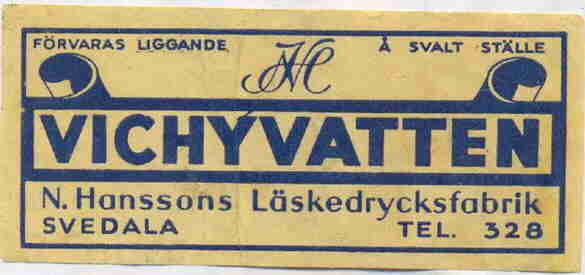 FÖRVARAS LIGGANDE Å SVALT STÄLLE
NH
VICHYVATTEN
N. Hanssons Läskedrycksfabrik
SVEDALA TEL. 328